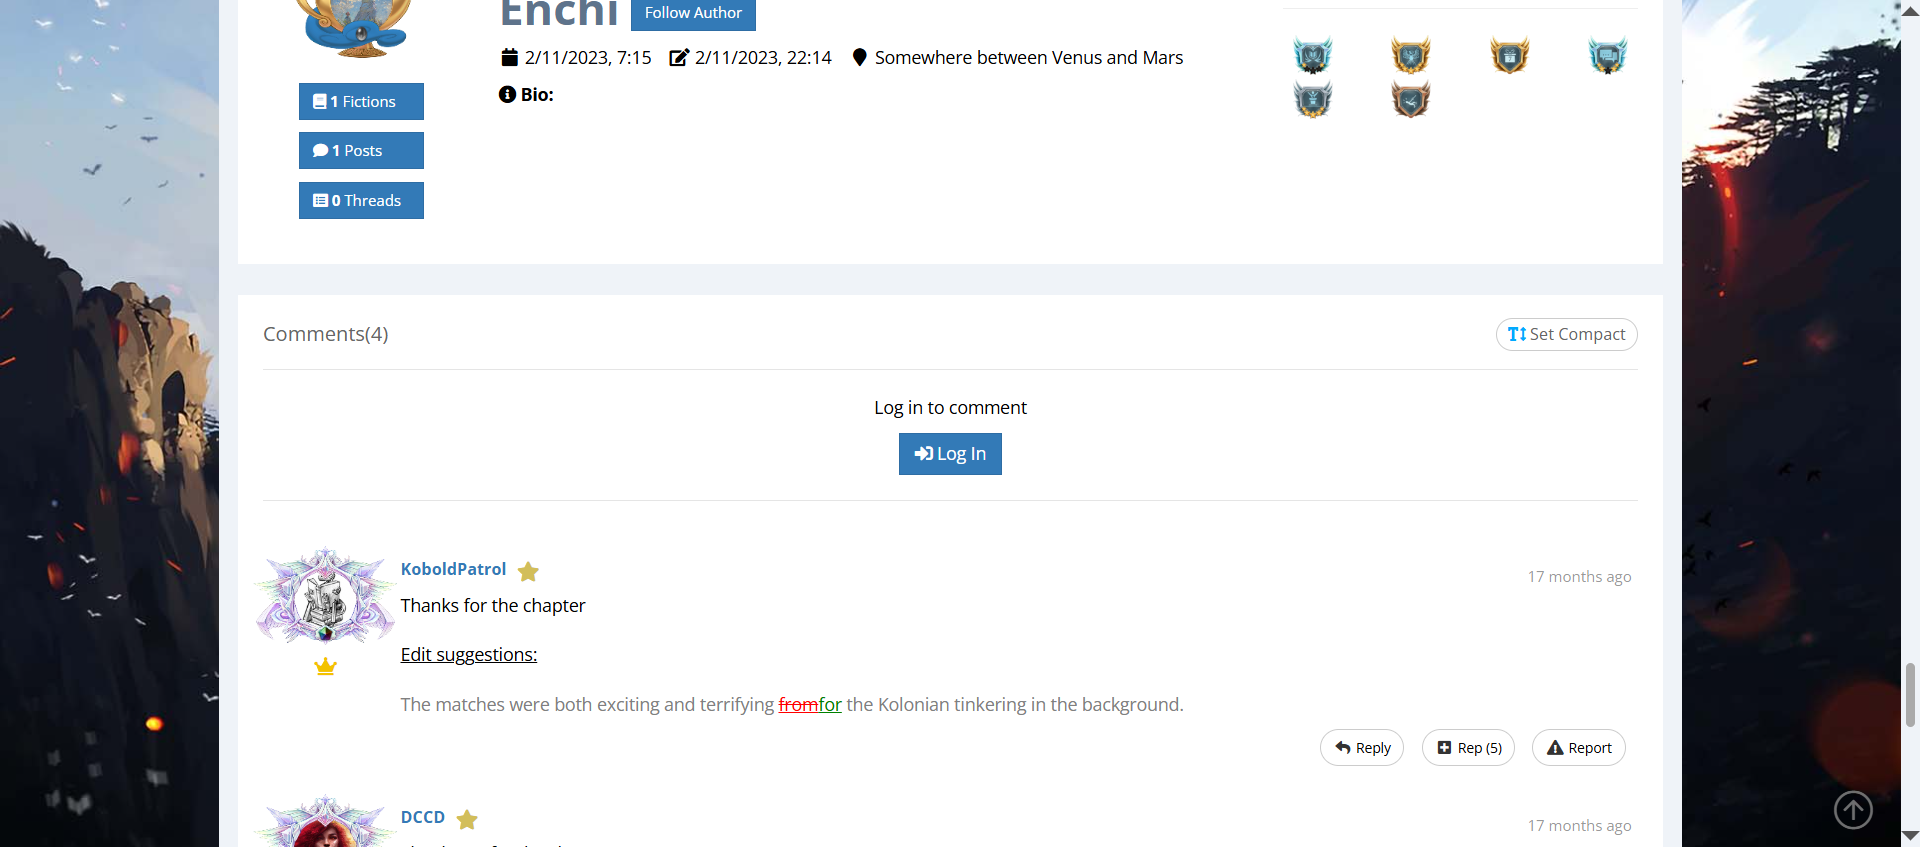 Enchi
Follow Author
2/11/2023, 7:15 2/11/2023, 22:14 Somewhere between Venus and Mars
Bio:
1 Fictions
1 Posts
0 Threads
Comments(4)
Set Compact
Log in to comment
Log In
KoboldPatrol
17 months ago
Thanks for the chapter
Edit suggestions:
The matches were both exciting and terrifying fromfor the Kolonian tinkering in the background.
Reply Rep (5) Report
DCCD
17 months ago